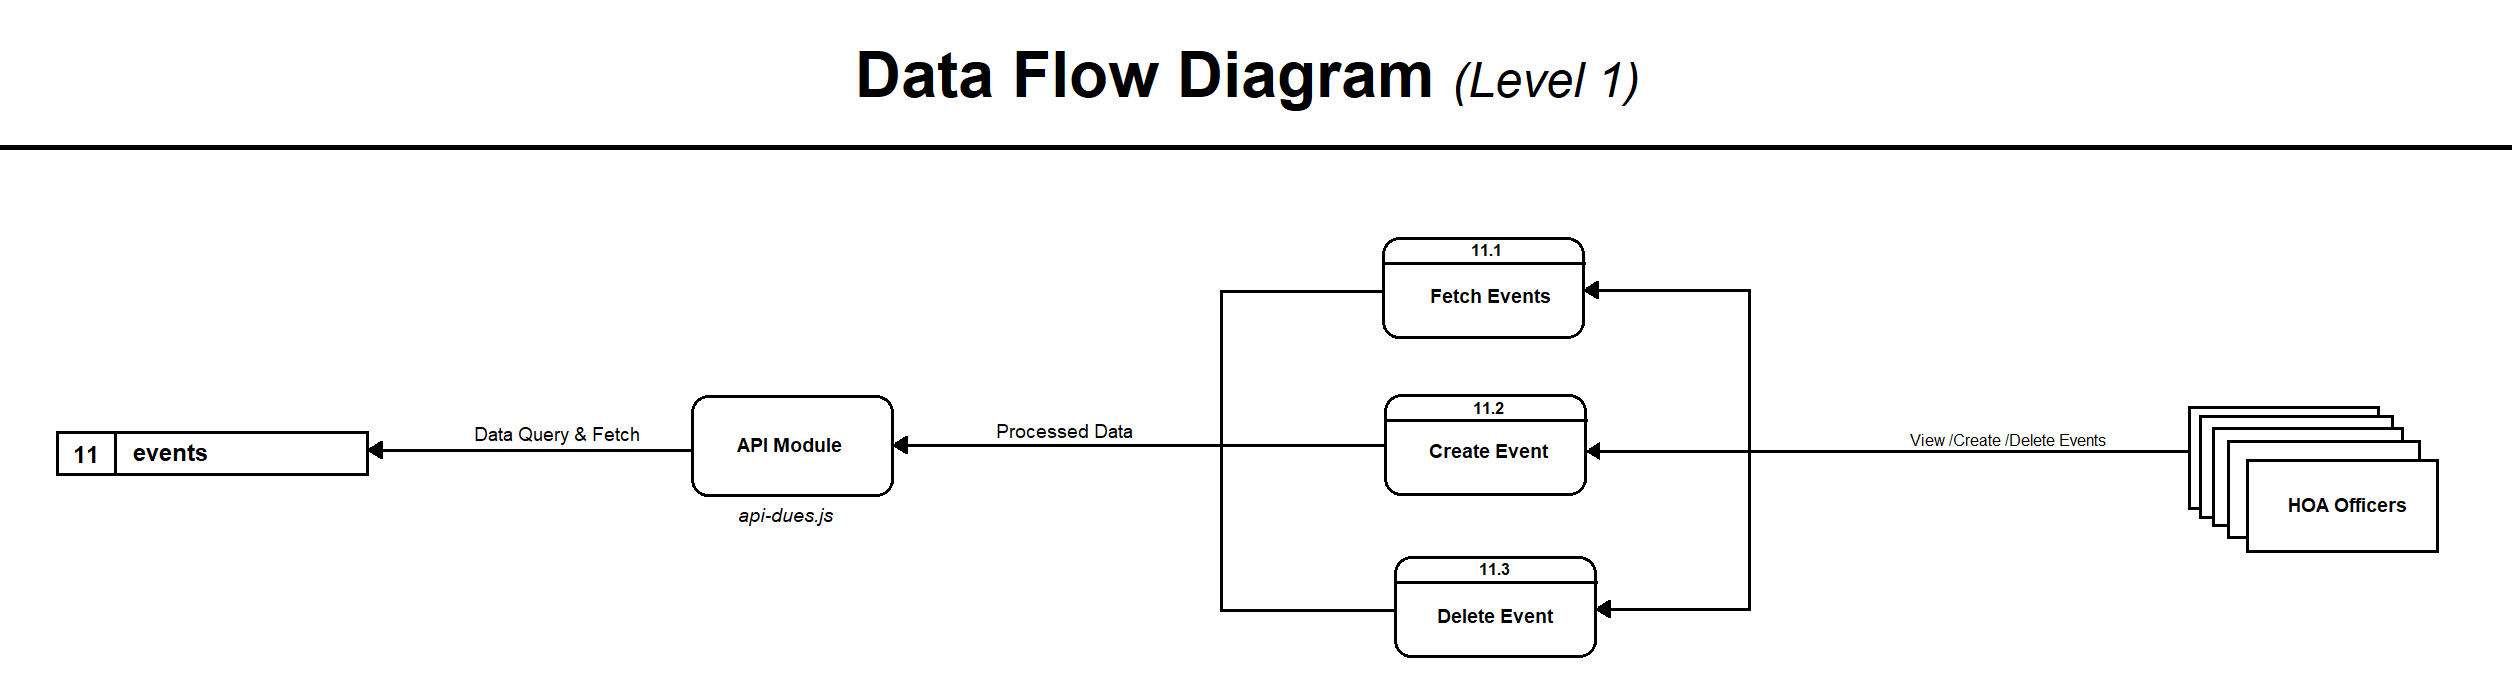 Data Flow Diagram (Level 1)
11.1
Fetch Events
11
events
Data Query & Fetch
API Module
api-dues.js
Processed Data
11.2
Create Event
View /Create /Delete Events
HOA Officers
11.3
Delete Event